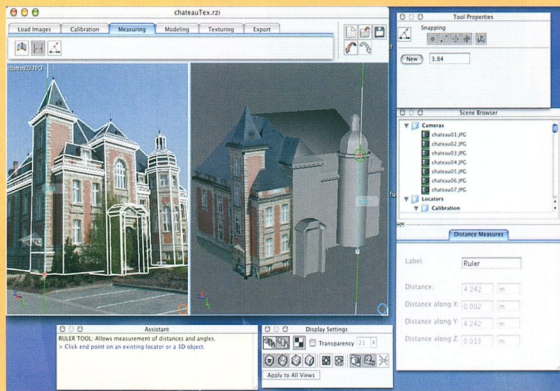 chateauTex.rzi
Load Images Calibration Measuring Modeling Texturing Export
Tool Properties
Snapping
New 3.84
Scene Browser
Cameras
chateau01.JPG
chateau02.JPG
chateau03.JPG
chateau04.JPG
chateau05.JPG
chateau06.JPG
chateau07.JPG
Locators
Calibration
Distance Measures
Label: Ruler
Distance: 4.242 m
Distance along X: 0.002 m
Distance along Y: 4.242 m
Distance along Z: 0.013 m
Assistant
RULER TOOL: Allows measurement of distances and angles.
> Click end point on an existing locator or a 3D object.
Display Settings
Transparency 21
Apply to All Views